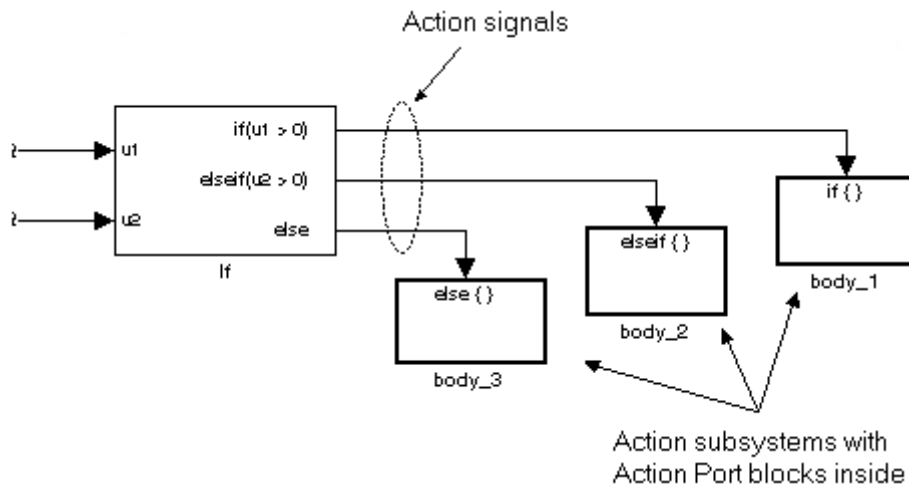 Action signals
if(u1 > 0)
u1
elseif(u2 > 0)
u2
else
If
if { }
body_1
elseif { }
body_2
else { }
body_3
Action subsystems with
Action Port blocks inside